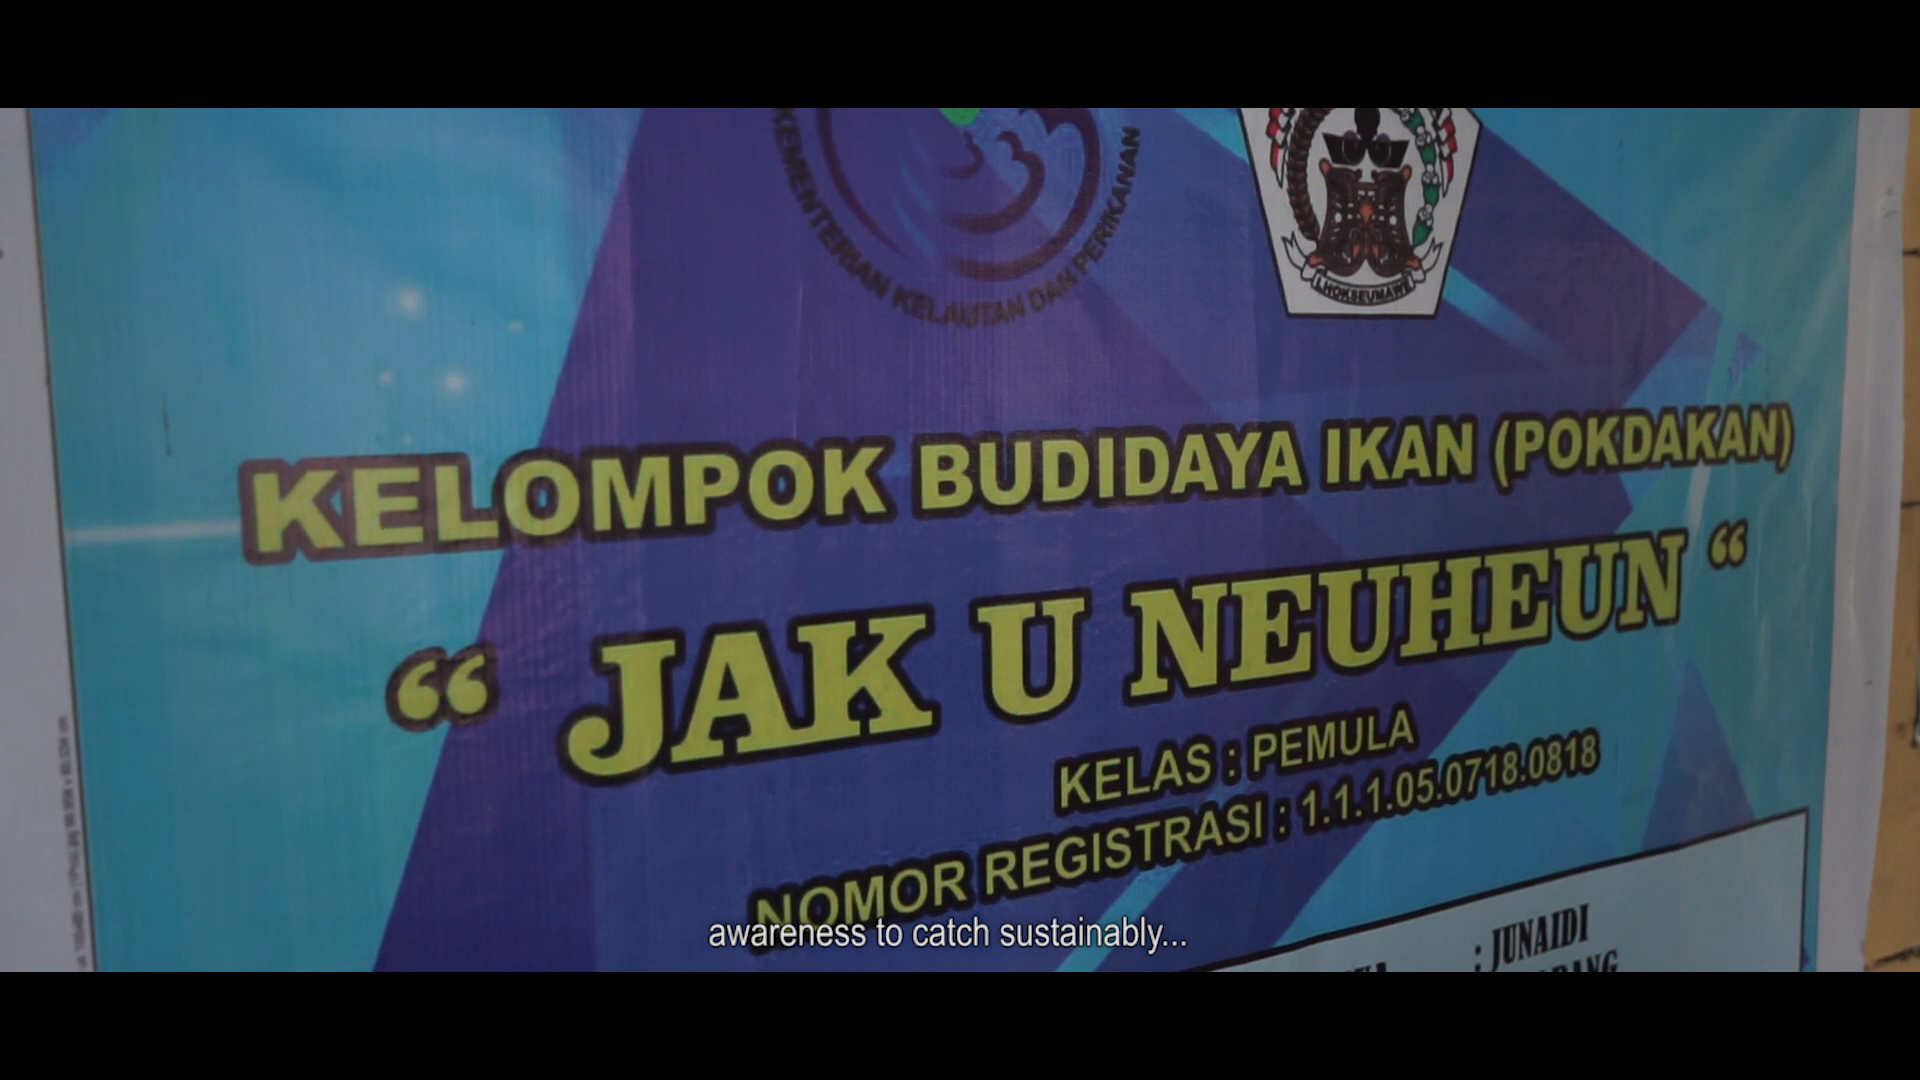 KEMENTERIAN KELAUTAN DAN PERIKANAN
LHOKSEUMAWE
KELOMPOK BUDIDAYA IKAN (POKDAKAN)
“ JAK U NEUHEUN “
KELAS : PEMULA
NOMOR REGISTRASI : 1.1.1.05.0718.0818
: JUNAIDI
awareness to catch sustainably...